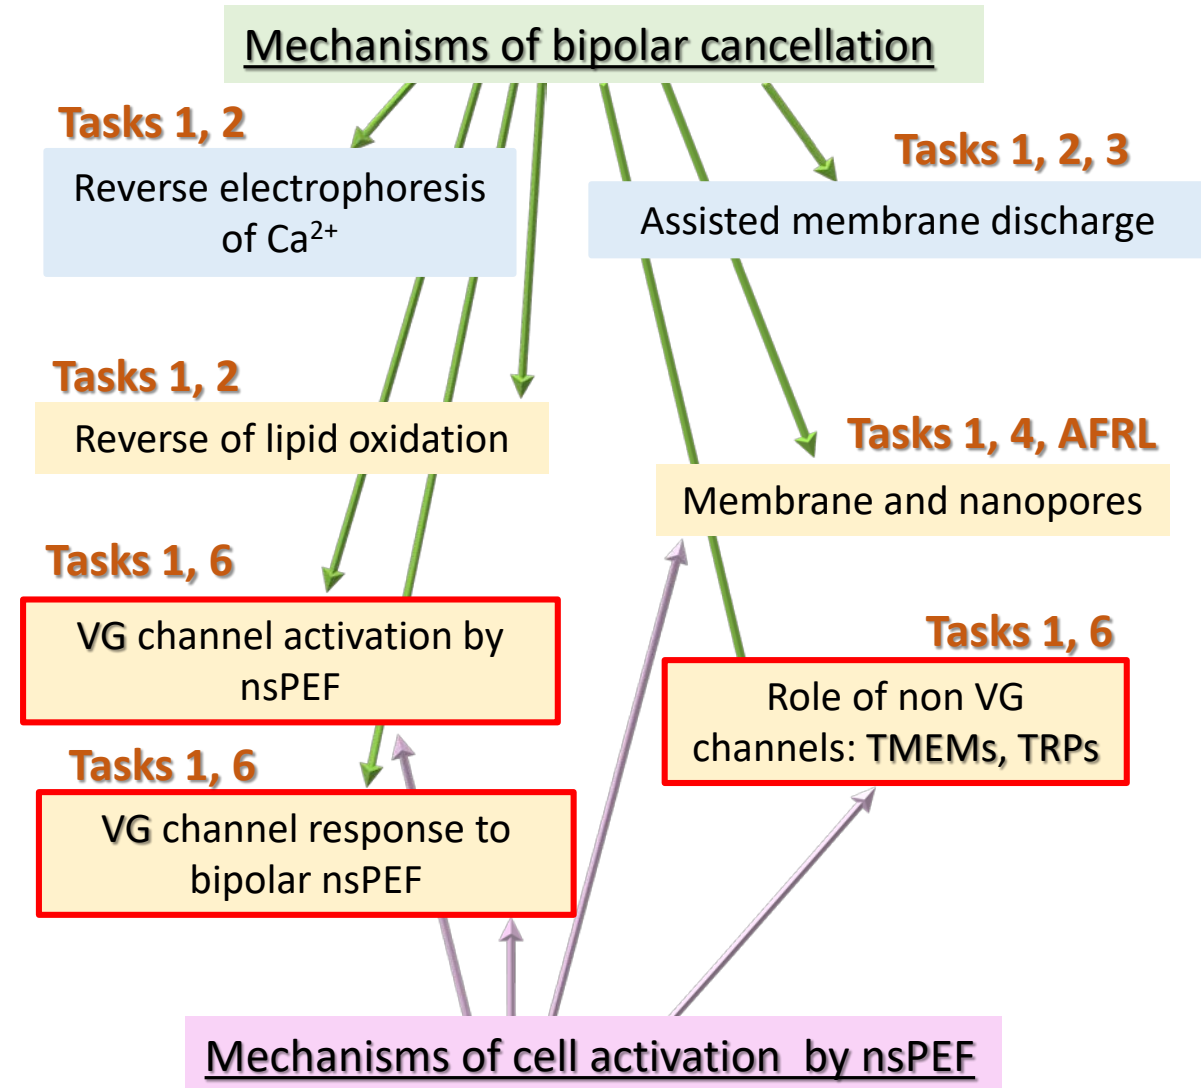 Mechanisms of bipolar cancellation
Tasks 1, 2
Reverse electrophoresis
of Ca²⁺
Tasks 1, 2, 3
Assisted membrane discharge
Tasks 1, 2
Reverse of lipid oxidation
Tasks 1, 4, AFRL
Membrane and nanopores
Tasks 1, 6
VG channel activation by
nsPEF
Tasks 1, 6
Role of non VG
channels: TMEMs, TRPs
Tasks 1, 6
VG channel response to
bipolar nsPEF
Mechanisms of cell activation  by nsPEF